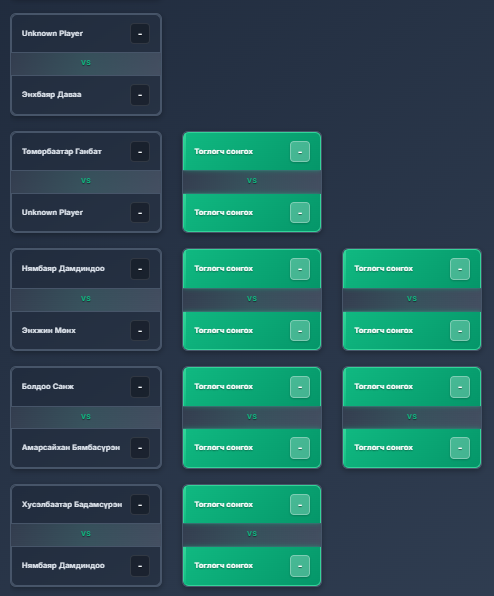 Unknown Player -
VS
Энхбаяр Даваа -
Төмөрбаатар Ганбат -
VS
Unknown Player -
Тоглогч сонгох -
VS
Тоглогч сонгох -
Нямбаяр Дамдиндоо -
VS
Энхжин Мөнх -
Тоглогч сонгох -
VS
Тоглогч сонгох -
Тоглогч сонгох -
VS
Тоглогч сонгох -
Болдоо Санж -
VS
Амарсайхан Бямбасүрэн -
Тоглогч сонгох -
VS
Тоглогч сонгох -
Тоглогч сонгох -
VS
Тоглогч сонгох -
Хүсэлбаатар Бадамсүрэн -
VS
Нямбаяр Дамдиндоо -
Тоглогч сонгох -
VS
Тоглогч сонгох -